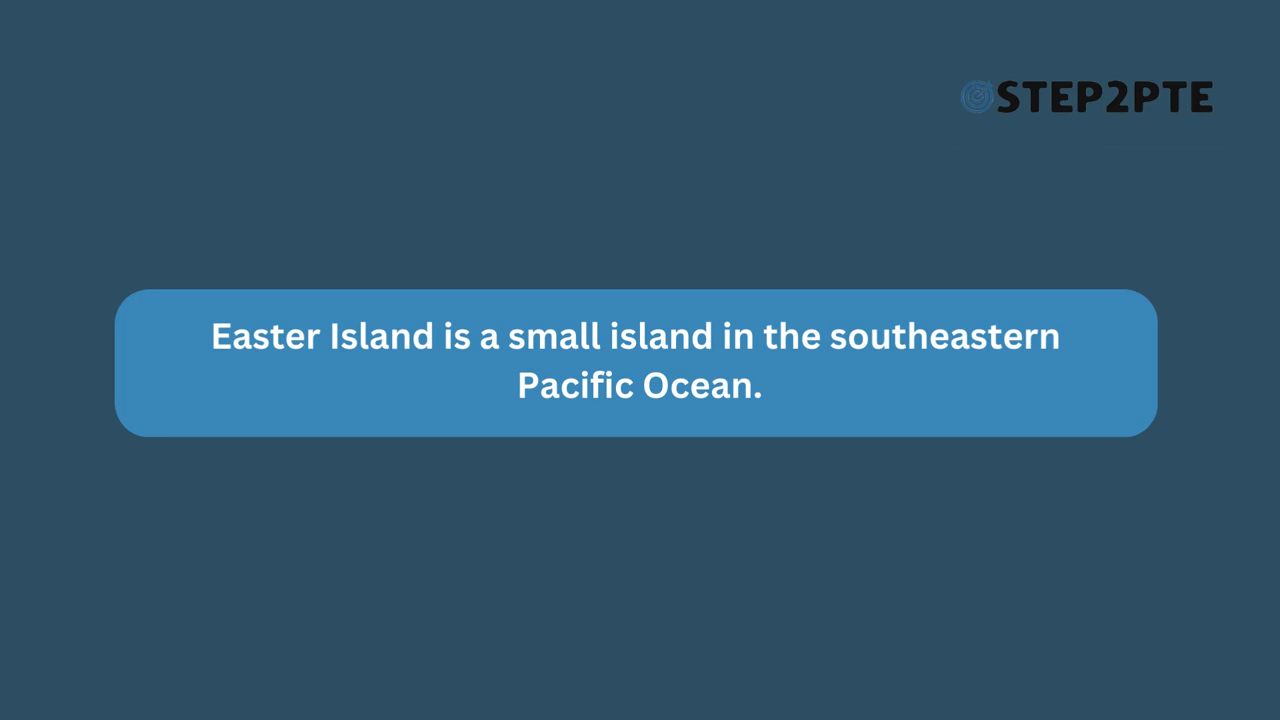 STEP2PTE
Easter Island is a small island in the southeastern
Pacific Ocean.